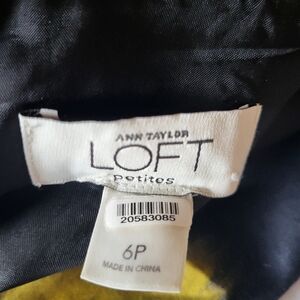 ANN TAYLOR
LOFT
petites
20583085
6P
MADE IN CHINA